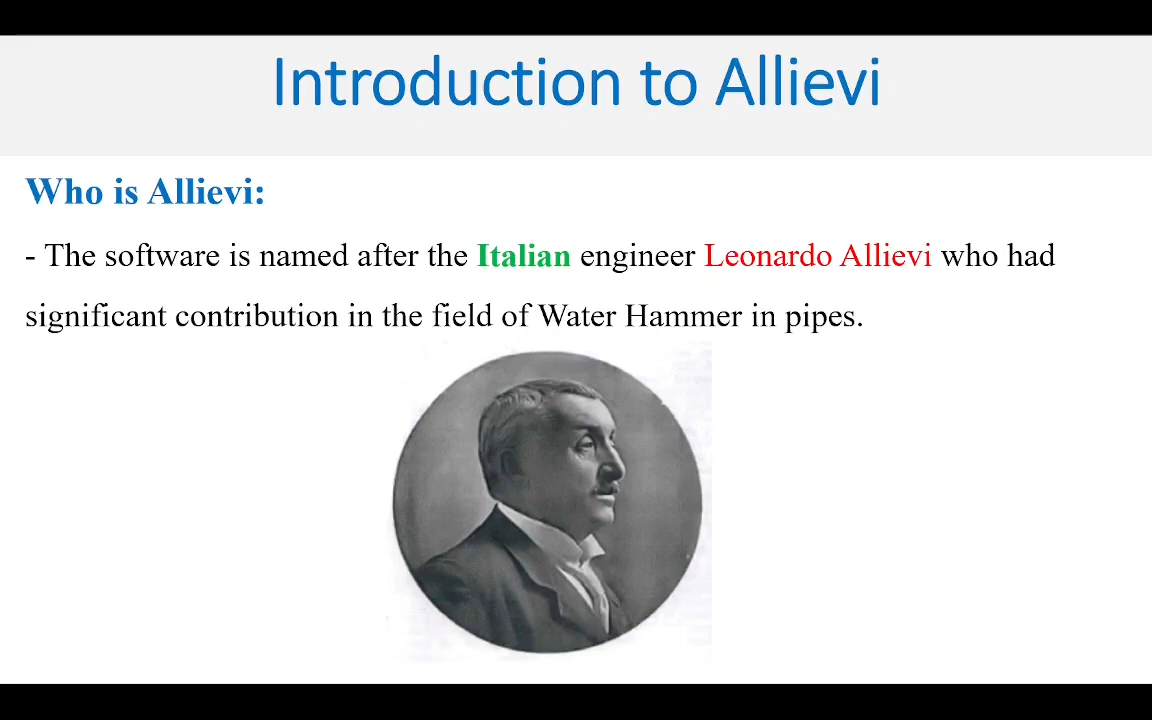 Introduction to Allievi
Who is Allievi:
- The software is named after the Italian engineer Leonardo Allievi who had
significant contribution in the field of Water Hammer in pipes.